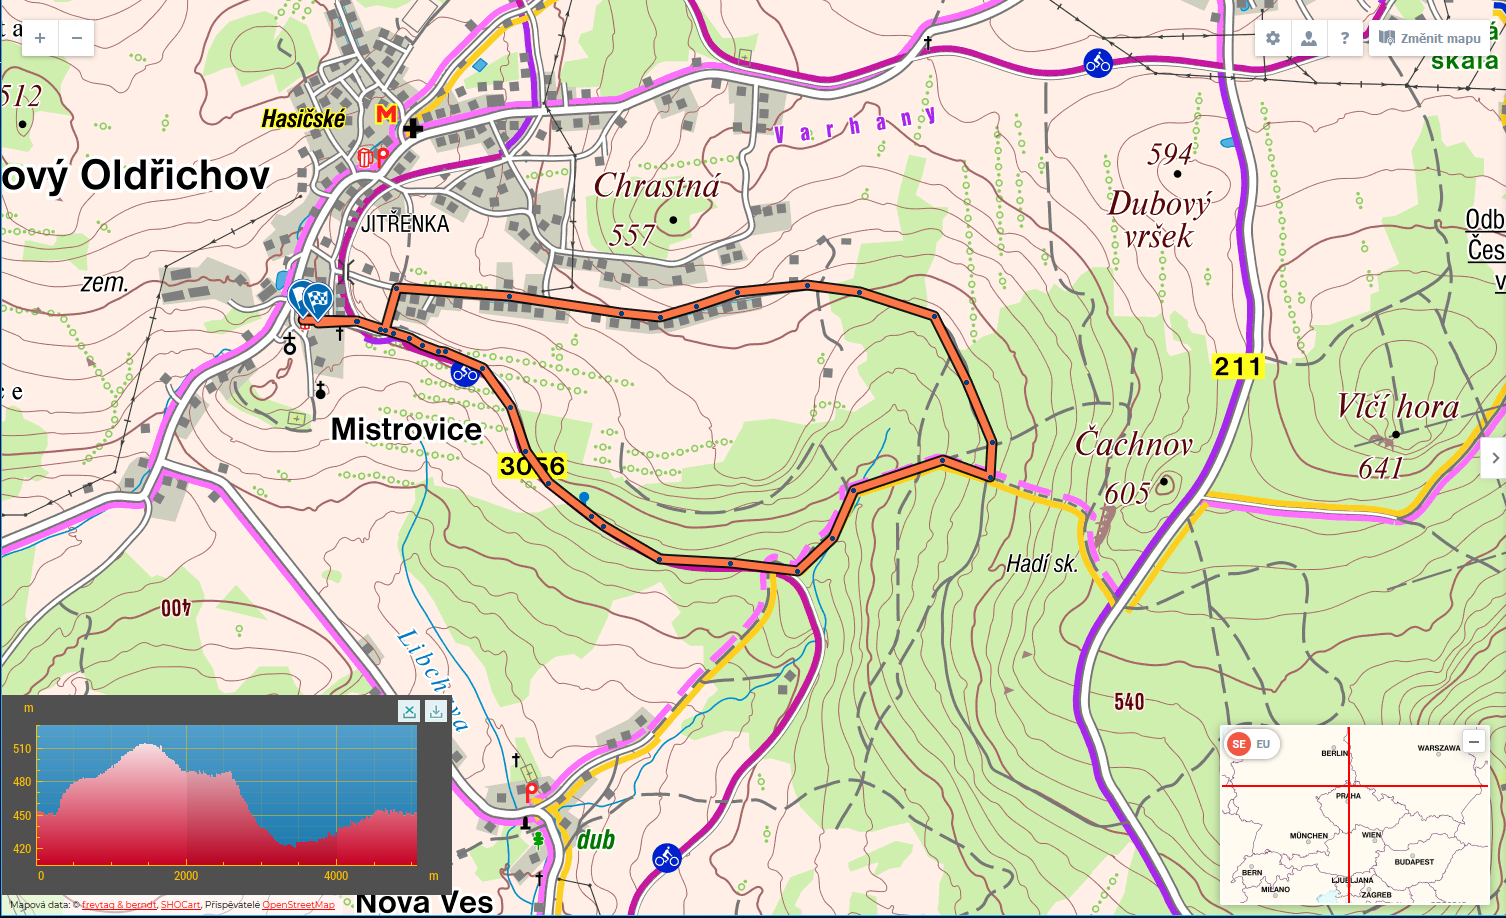 + −
? Změnit mapu
skála
512
Hasičské
M
P
Varhany
ový Oldřichov
Chrastná
557
594
Dubový
vršek
JITŘENKA
zem.
Odb
Čes
v
211
e
Mistrovice
3056
Vlčí hora
641
Čachnov
605
Hadí sk.
400
Libchava
540
P
dub
Nova Ves
m
510
480
450
420
0 2000 4000 m
Mapová data: © freytag & berndt, SHOCart, Přispěvatelé OpenStreetMap
SE EU
BERLIN
WARSZAWA
PRAHA
MÜNCHEN
WIEN
BUDAPEST
BERN
LJUBLJANA
MILANO
ZAGREB